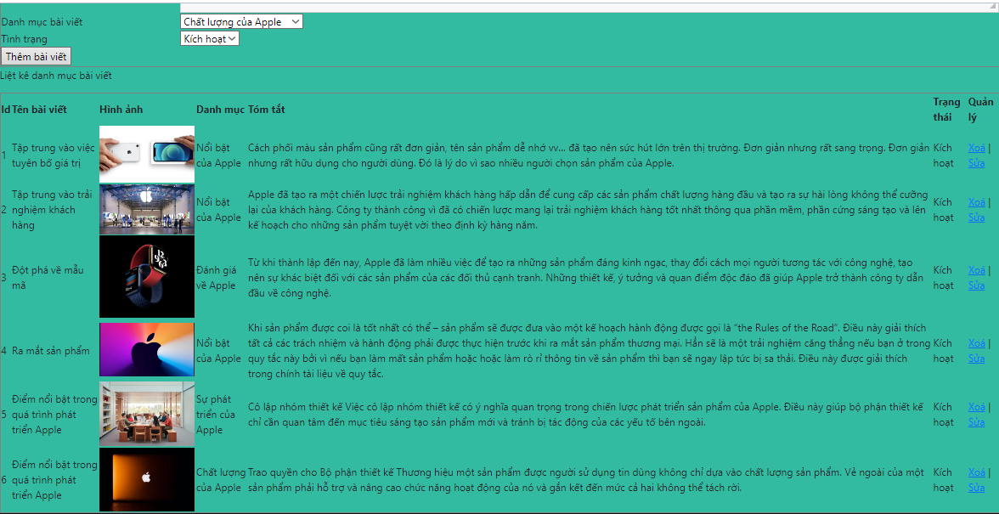 Danh mục bài viết Chất lượng của Apple
Tình trạng Kích hoạt
Thêm bài viết
Liệt kê danh mục bài viết
Id Tên bài viết Hình ảnh Danh mục Tóm tắt Trạng thái Quản lý
1
Tập trung vào việc
tuyên bố giá trị
Nổi bật
của Apple
Cách phối màu sản phẩm cũng rất đơn giản, tên sản phẩm dễ nhớ vv... đã tạo nên sức hút lớn trên thị trường. Đơn giản nhưng rất sang trọng. Đơn giản
nhưng rất hữu dụng cho người dùng. Đó là lý do vì sao nhiều người chọn sản phẩm của Apple.
Kích
hoạt
Xoá |
Sửa
2
Tập trung vào trải
nghiệm khách
hàng
Nổi bật
của Apple
Apple đã tạo ra một chiến lược trải nghiệm khách hàng hấp dẫn để cung cấp các sản phẩm chất lượng hàng đầu và tạo ra sự hài lòng không thể cưỡng
lại của khách hàng. Công ty thành công vì đã có chiến lược mang lại trải nghiệm khách hàng tốt nhất thông qua phần mềm, phần cứng sáng tạo và lên
kế hoạch cho những sản phẩm tuyệt vời theo định kỳ hàng năm.
Kích
hoạt
Xoá |
Sửa
3
Đột phá về mẫu
mã
Đánh giá
về Apple
Từ khi thành lập đến nay, Apple đã làm nhiều việc để tạo ra những sản phẩm đáng kinh ngạc, thay đổi cách mọi người tương tác với công nghệ, tạo
nên sự khác biệt đối với các sản phẩm của các đối thủ cạnh tranh. Những thiết kế, ý tưởng và quan điểm độc đáo đã giúp Apple trở thành công ty dẫn
đầu về công nghệ.
Kích
hoạt
Xoá |
Sửa
4
Ra mắt sản phẩm
Nổi bật
của Apple
Khi sản phẩm được coi là tốt nhất có thể – sản phẩm sẽ được đưa vào một kế hoạch hành động được gọi là “the Rules of the Road”. Điều này giải thích
tất cả các trách nhiệm và hành động phải được thực hiện trước khi ra mắt sản phẩm thương mại. Hẳn sẽ là một trải nghiệm căng thẳng nếu bạn ở trong
quy tắc này bởi vì nếu bạn làm mất sản phẩm hoặc hoặc làm rò rỉ thông tin về sản phẩm thì bạn sẽ ngay lập tức bị sa thải. Điều này được giải thích
trong chính tài liệu về quy tắc.
Kích
hoạt
Xoá |
Sửa
5
Điểm nổi bật trong
quá trình phát
triển Apple
Sự phát
triển của
Apple
Cô lập nhóm thiết kế Việc cô lập nhóm thiết kế có ý nghĩa quan trọng trong chiến lược phát triển sản phẩm của Apple. Điều này giúp bộ phận thiết kế
chỉ cần quan tâm đến mục tiêu sáng tạo sản phẩm mới và tránh bị tác động của các yếu tố bên ngoài.
Kích
hoạt
Xoá |
Sửa
6
Điểm nổi bật trong
quá trình phát
triển Apple
Chất lượng
của Apple
Trao quyền cho Bộ phận thiết kế Thương hiệu một sản phẩm được người sử dụng tin dùng không chỉ dựa vào chất lượng sản phẩm. Vẻ ngoài của một
sản phẩm phải hỗ trợ và nâng cao chức năng hoạt động của nó và gắn kết đến mức cả hai không thể tách rời.
Kích
hoạt
Xoá |
Sửa